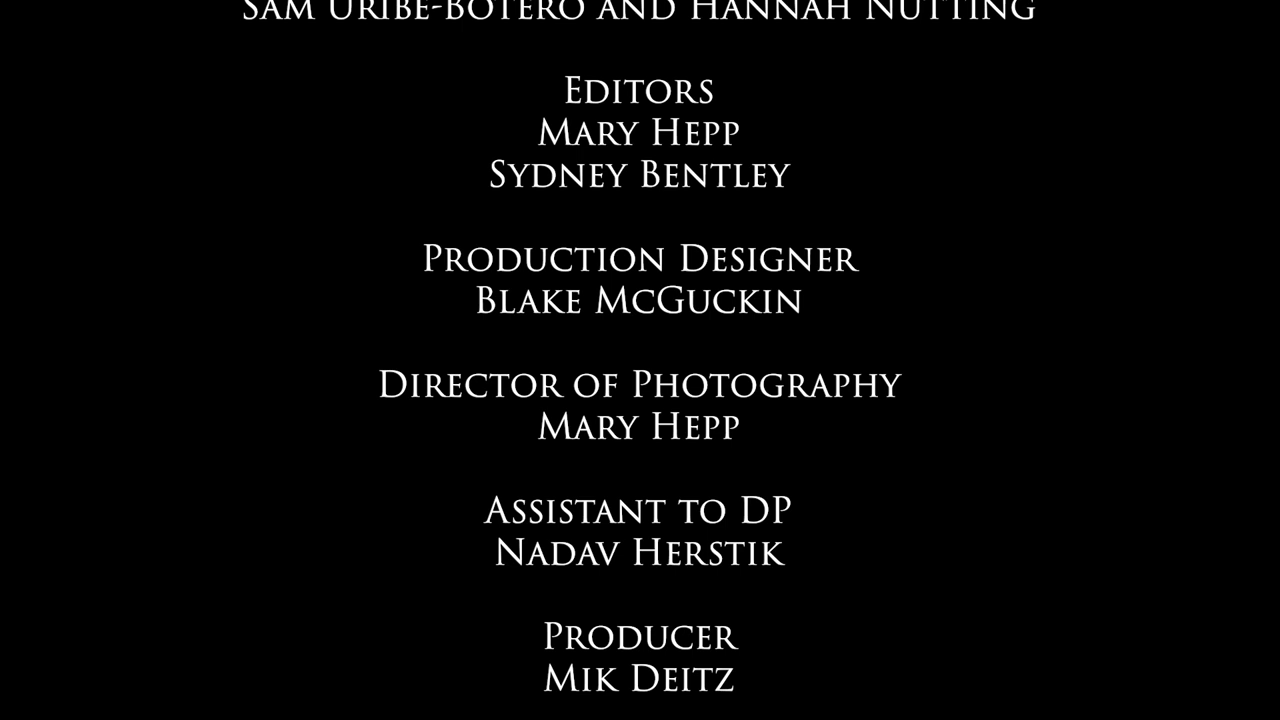 Sam Uribe-Botero and Hannah Nutting
Editors
Mary Hepp
Sydney Bentley
Production Designer
Blake McGuckin
Director of Photography
Mary Hepp
Assistant to DP
Nadav Herstik
Producer
Mik Deitz